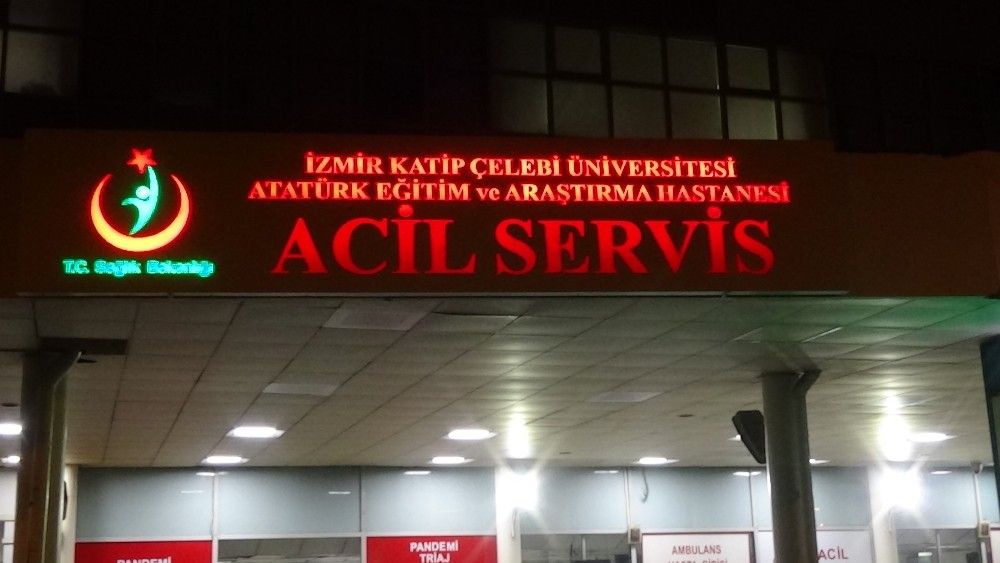 İZMİR KATİP ÇELEBİ ÜNİVERSİTESİ
ATATÜRK EĞİTİM ve ARAŞTIRMA HASTANESİ
ACİL SERVİS
T.C. Sağlık Bakanlığı
PANDEMİ
TRİAJ
AMBULANS
ACİL